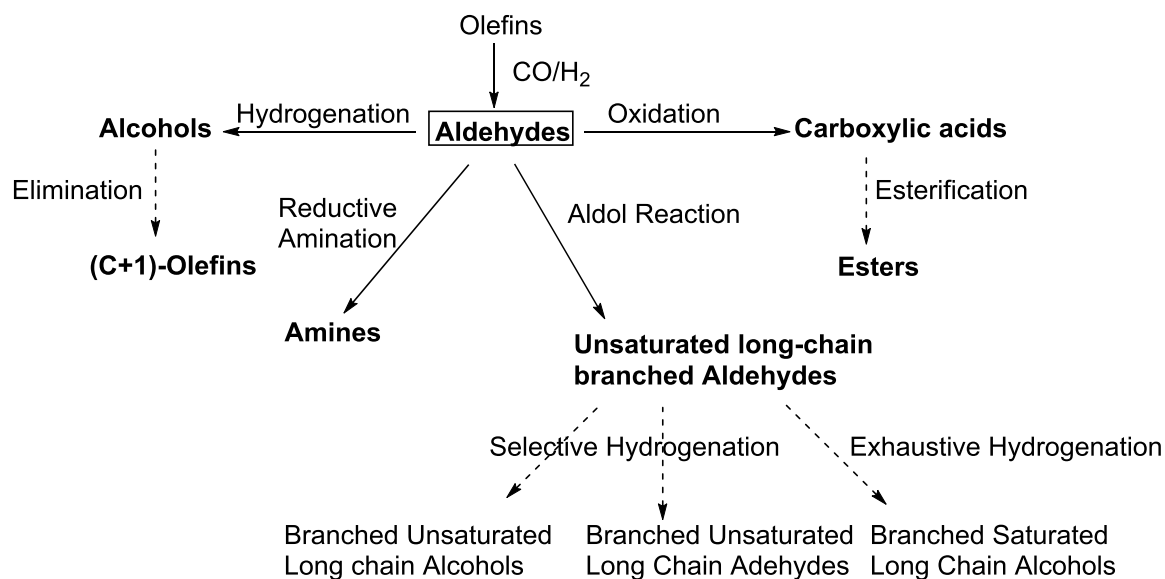 Olefins
CO/H2
Hydrogenation
Oxidation
Alcohols
Aldehydes
Carboxylic acids
Elimination
Reductive
Amination
Aldol Reaction
Esterification
(C+1)-Olefins
Esters
Amines
Unsaturated long-chain
branched Aldehydes
Selective Hydrogenation
Exhaustive Hydrogenation
Branched Unsaturated
Long chain Alcohols
Branched Unsaturated
Long Chain Adehydes
Branched Saturated
Long Chain Alcohols